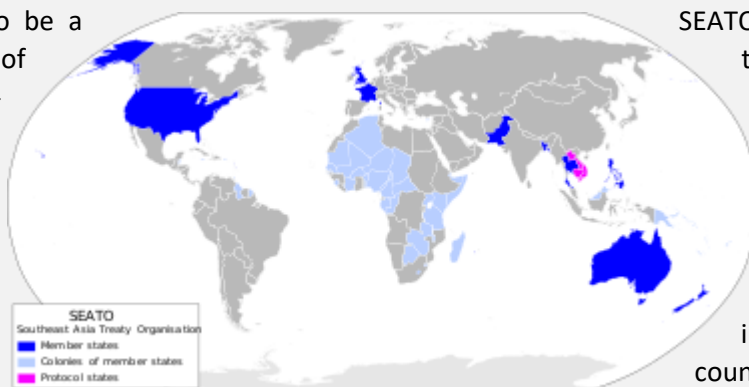 o be a
of
SEATO
t
i
coun
SEATO
Southeast Asia Treaty Organisation
Member states
Colonies of member states
Protocol states